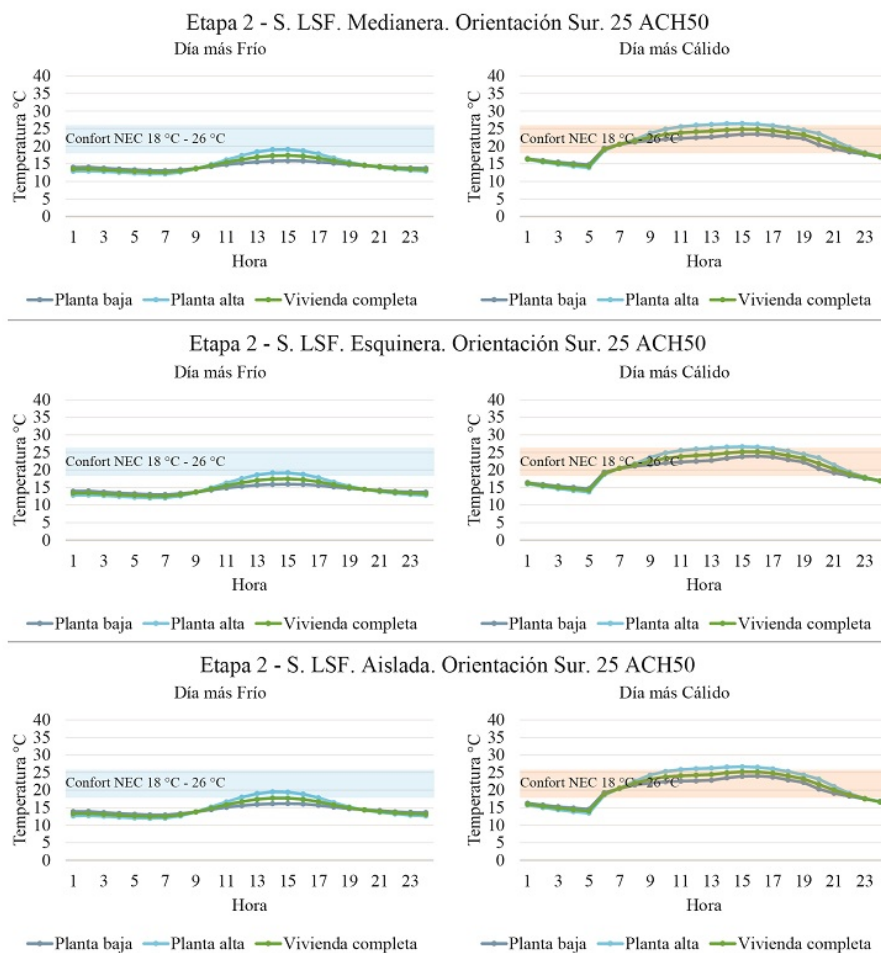 Etapa 2 - S. LSF. Medianera. Orientación Sur. 25 ACH50
Día más Frío
Temperatura °C
40
35
30
25
20
15
10
5
0
Confort NEC 18 °C - 26 °C
1 3 5 7 9 11 13 15 17 19 21 23
Hora
Planta baja Planta alta Vivienda completa
Día más Cálido
Temperatura °C
40
35
30
25
20
15
10
5
0
Confort NEC 18 °C - 26 °C
1 3 5 7 9 11 13 15 17 19 21 23
Hora
Planta baja Planta alta Vivienda completa
Etapa 2 - S. LSF. Esquinera. Orientación Sur. 25 ACH50
Día más Frío
Temperatura °C
40
35
30
25
20
15
10
5
0
Confort NEC 18 °C - 26 °C
1 3 5 7 9 11 13 15 17 19 21 23
Hora
Planta baja Planta alta Vivienda completa
Día más Cálido
Temperatura °C
40
35
30
25
20
15
10
5
0
Confort NEC 18 °C - 26 °C
1 3 5 7 9 11 13 15 17 19 21 23
Hora
Planta baja Planta alta Vivienda completa
Etapa 2 - S. LSF. Aislada. Orientación Sur. 25 ACH50
Día más Frío
Temperatura °C
40
35
30
25
20
15
10
5
0
Confort NEC 18 °C - 26 °C
1 3 5 7 9 11 13 15 17 19 21 23
Hora
Planta baja Planta alta Vivienda completa
Día más Cálido
Temperatura °C
40
35
30
25
20
15
10
5
0
Confort NEC 18 °C - 26 °C
1 3 5 7 9 11 13 15 17 19 21 23
Hora
Planta baja Planta alta Vivienda completa